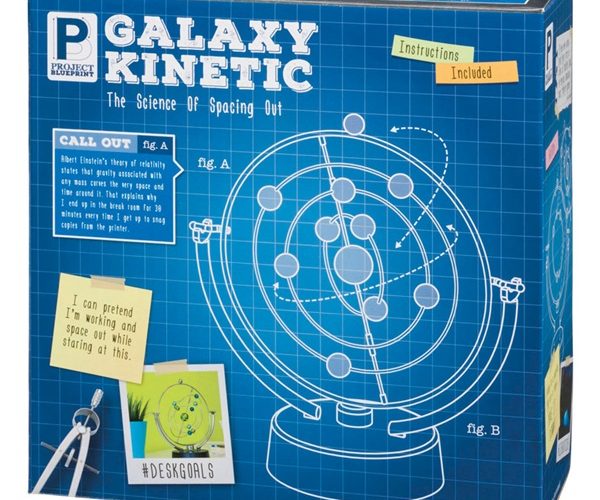 PB
PROJECT
BLUEPRINT
GALAXY
KINETIC
The Science Of Spacing Out
Instructions
Included
CALL OUT fig. A
Albert Einstein's theory of relativity
states that gravity associated with
any mass curves the very space and
time around it. That explains why
I end up in the break room for 30
minutes every time I get up to snag
copies from the printer.
fig. A
I can pretend
I'm working and
space out while
staring at this.
#DESKGOALS
fig. B